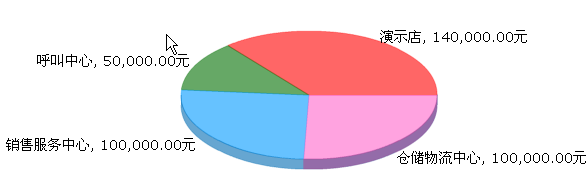 演示店, 140,000.00元
呼叫中心, 50,000.00元
销售服务中心, 100,000.00元
仓储物流中心, 100,000.00元